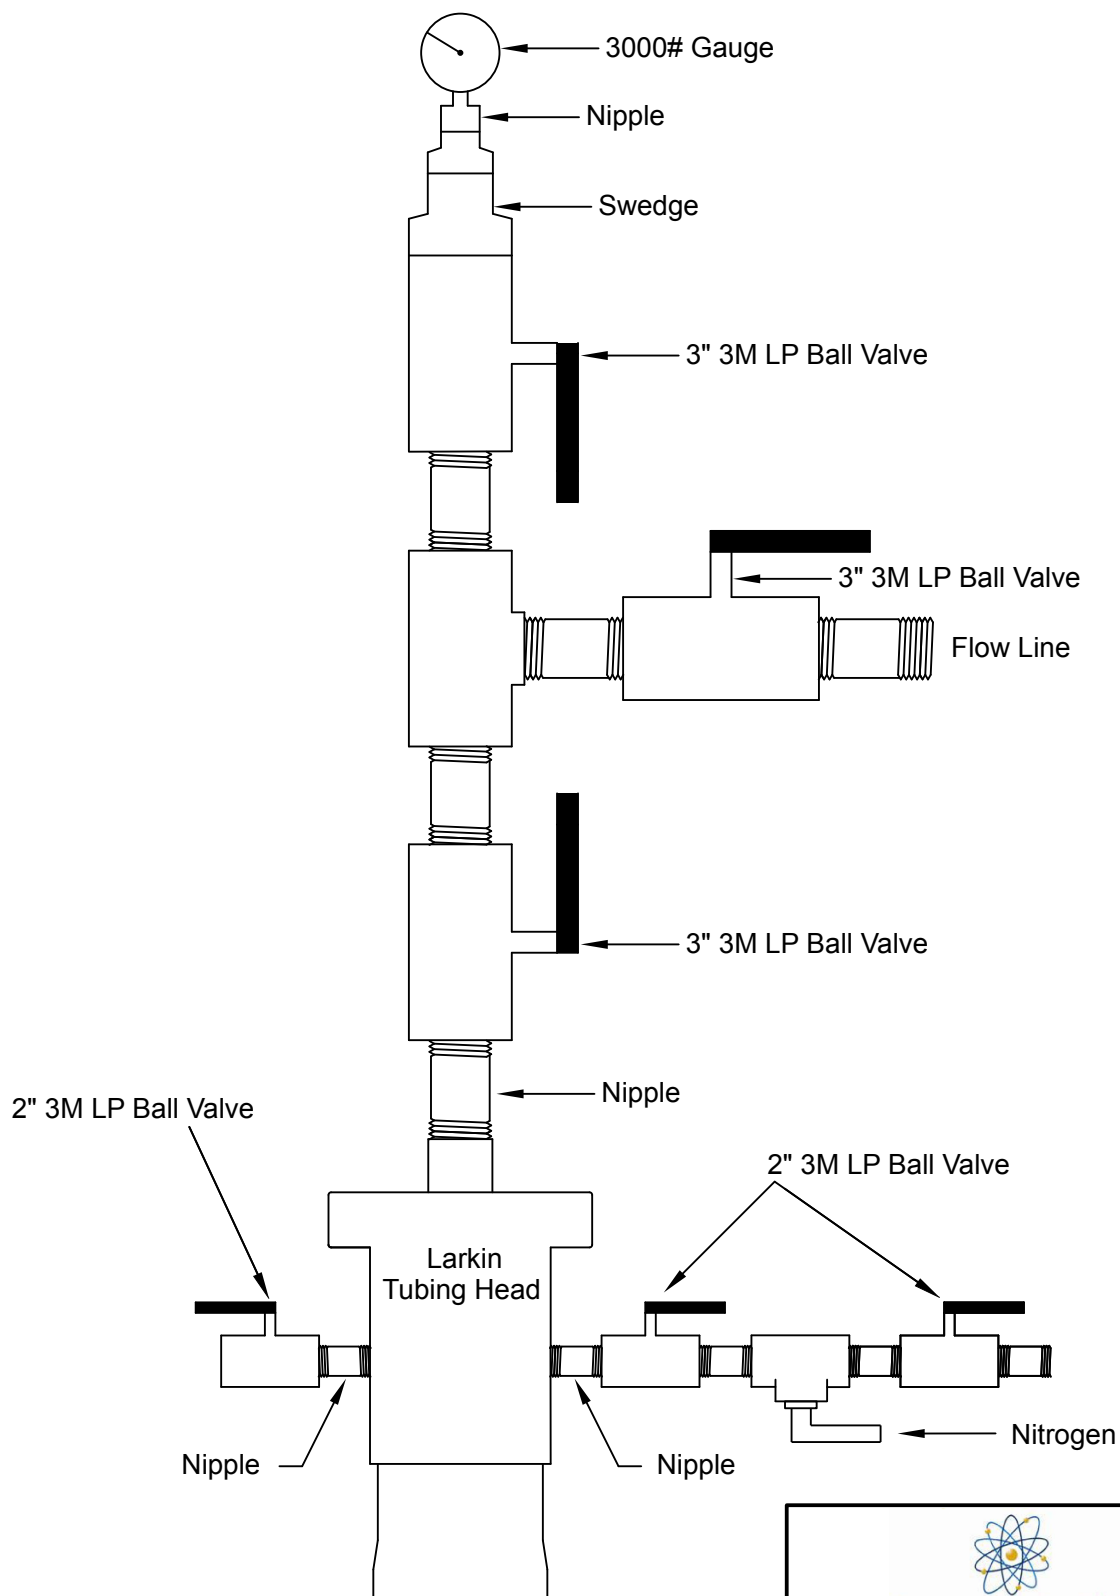 3000# Gauge
Nipple
Swedge
3" 3M LP Ball Valve
3" 3M LP Ball Valve
Flow Line
3" 3M LP Ball Valve
Nipple
2" 3M LP Ball Valve
2" 3M LP Ball Valve
Larkin
Tubing Head
Nitrogen
Nipple
Nipple